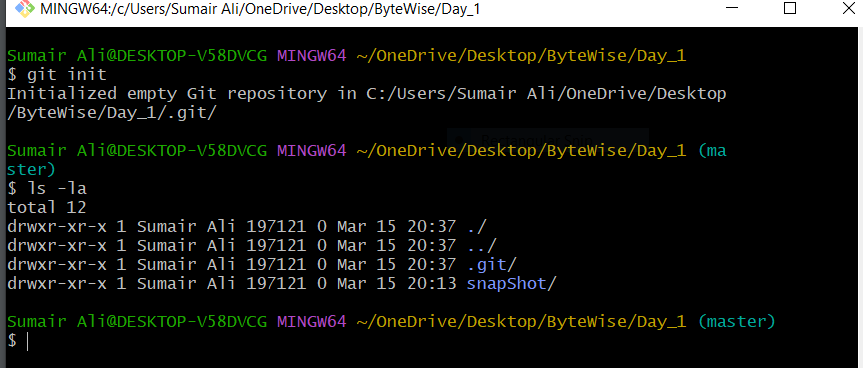 MINGW64:/c/Users/Sumair Ali/OneDrive/Desktop/ByteWise/Day_1
Sumair Ali@DESKTOP-V58DVCG MINGW64 ~/OneDrive/Desktop/ByteWise/Day_1
$ git init
Initialized empty Git repository in C:/Users/Sumair Ali/OneDrive/Desktop
/ByteWise/Day_1/.git/
Sumair Ali@DESKTOP-V58DVCG MINGW64 ~/OneDrive/Desktop/ByteWise/Day_1 (ma
ster)
$ ls -la
total 12
drwxr-xr-x 1 Sumair Ali 197121 0 Mar 15 20:37 ./
drwxr-xr-x 1 Sumair Ali 197121 0 Mar 15 20:37 ../
drwxr-xr-x 1 Sumair Ali 197121 0 Mar 15 20:37 .git/
drwxr-xr-x 1 Sumair Ali 197121 0 Mar 15 20:13 snapShot/
Sumair Ali@DESKTOP-V58DVCG MINGW64 ~/OneDrive/Desktop/ByteWise/Day_1 (master)
$